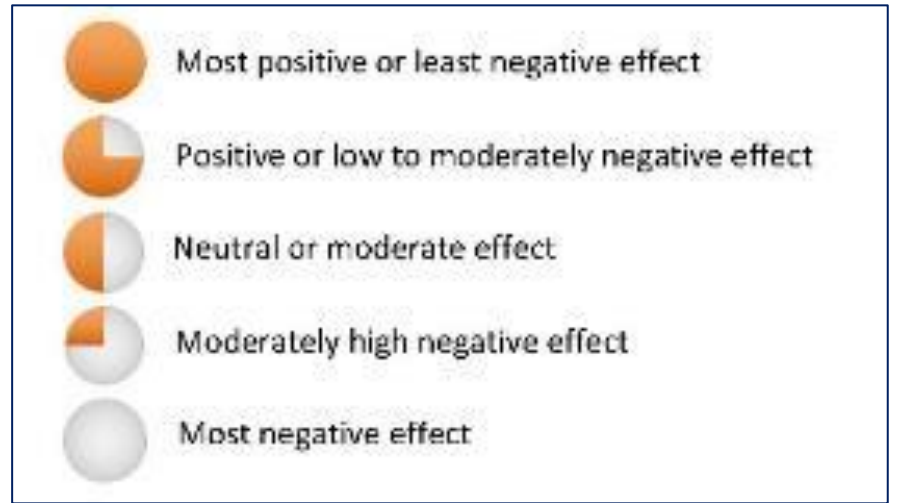 Most positive or least negative effect
Positive or low to moderately negative effect
Neutral or moderate effect
Moderately high negative effect
Most negative effect